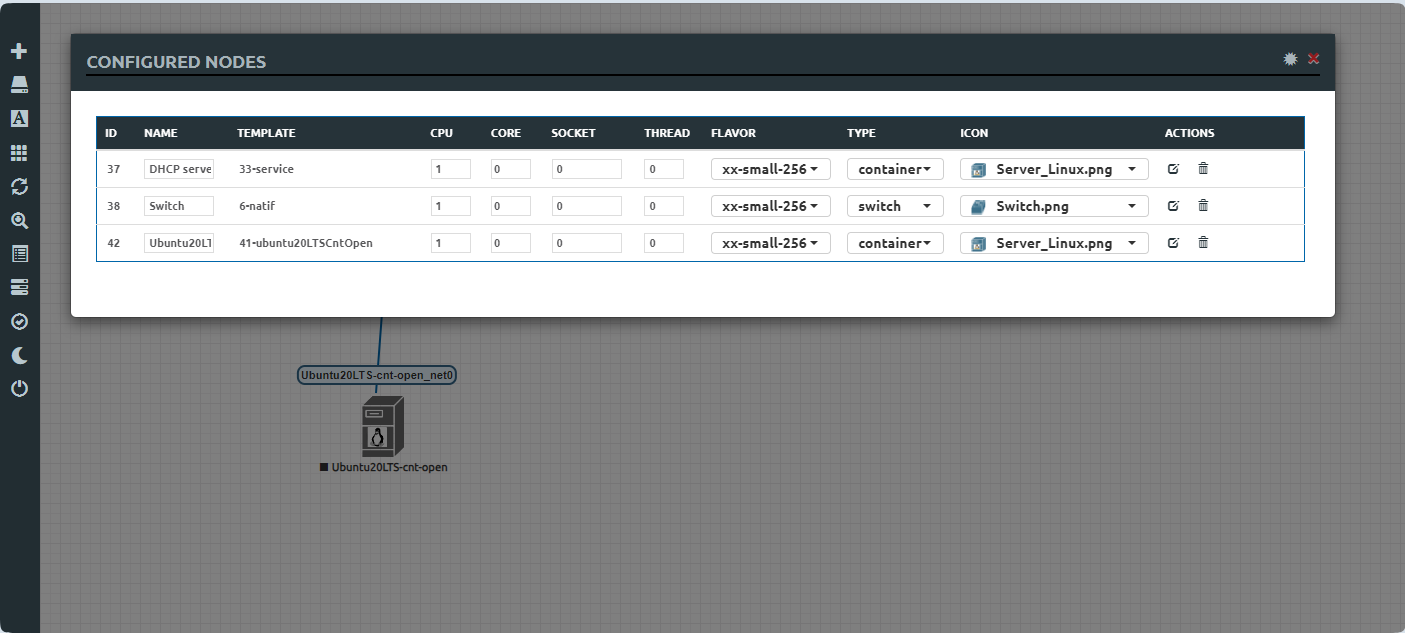 CONFIGURED NODES
ID NAME TEMPLATE CPU CORE SOCKET THREAD FLAVOR TYPE ICON ACTIONS
37 DHCP serve 33-service 1 0 0 0 xx-small-256 container Server_Linux.png
38 Switch 6-natif 1 0 0 0 xx-small-256 switch Switch.png
42 Ubuntu20LT 41-ubuntu20LTSCntOpen 1 0 0 0 xx-small-256 container Server_Linux.png
Ubuntu20LTS-cnt-open_net0
Ubuntu20LTS-cnt-open